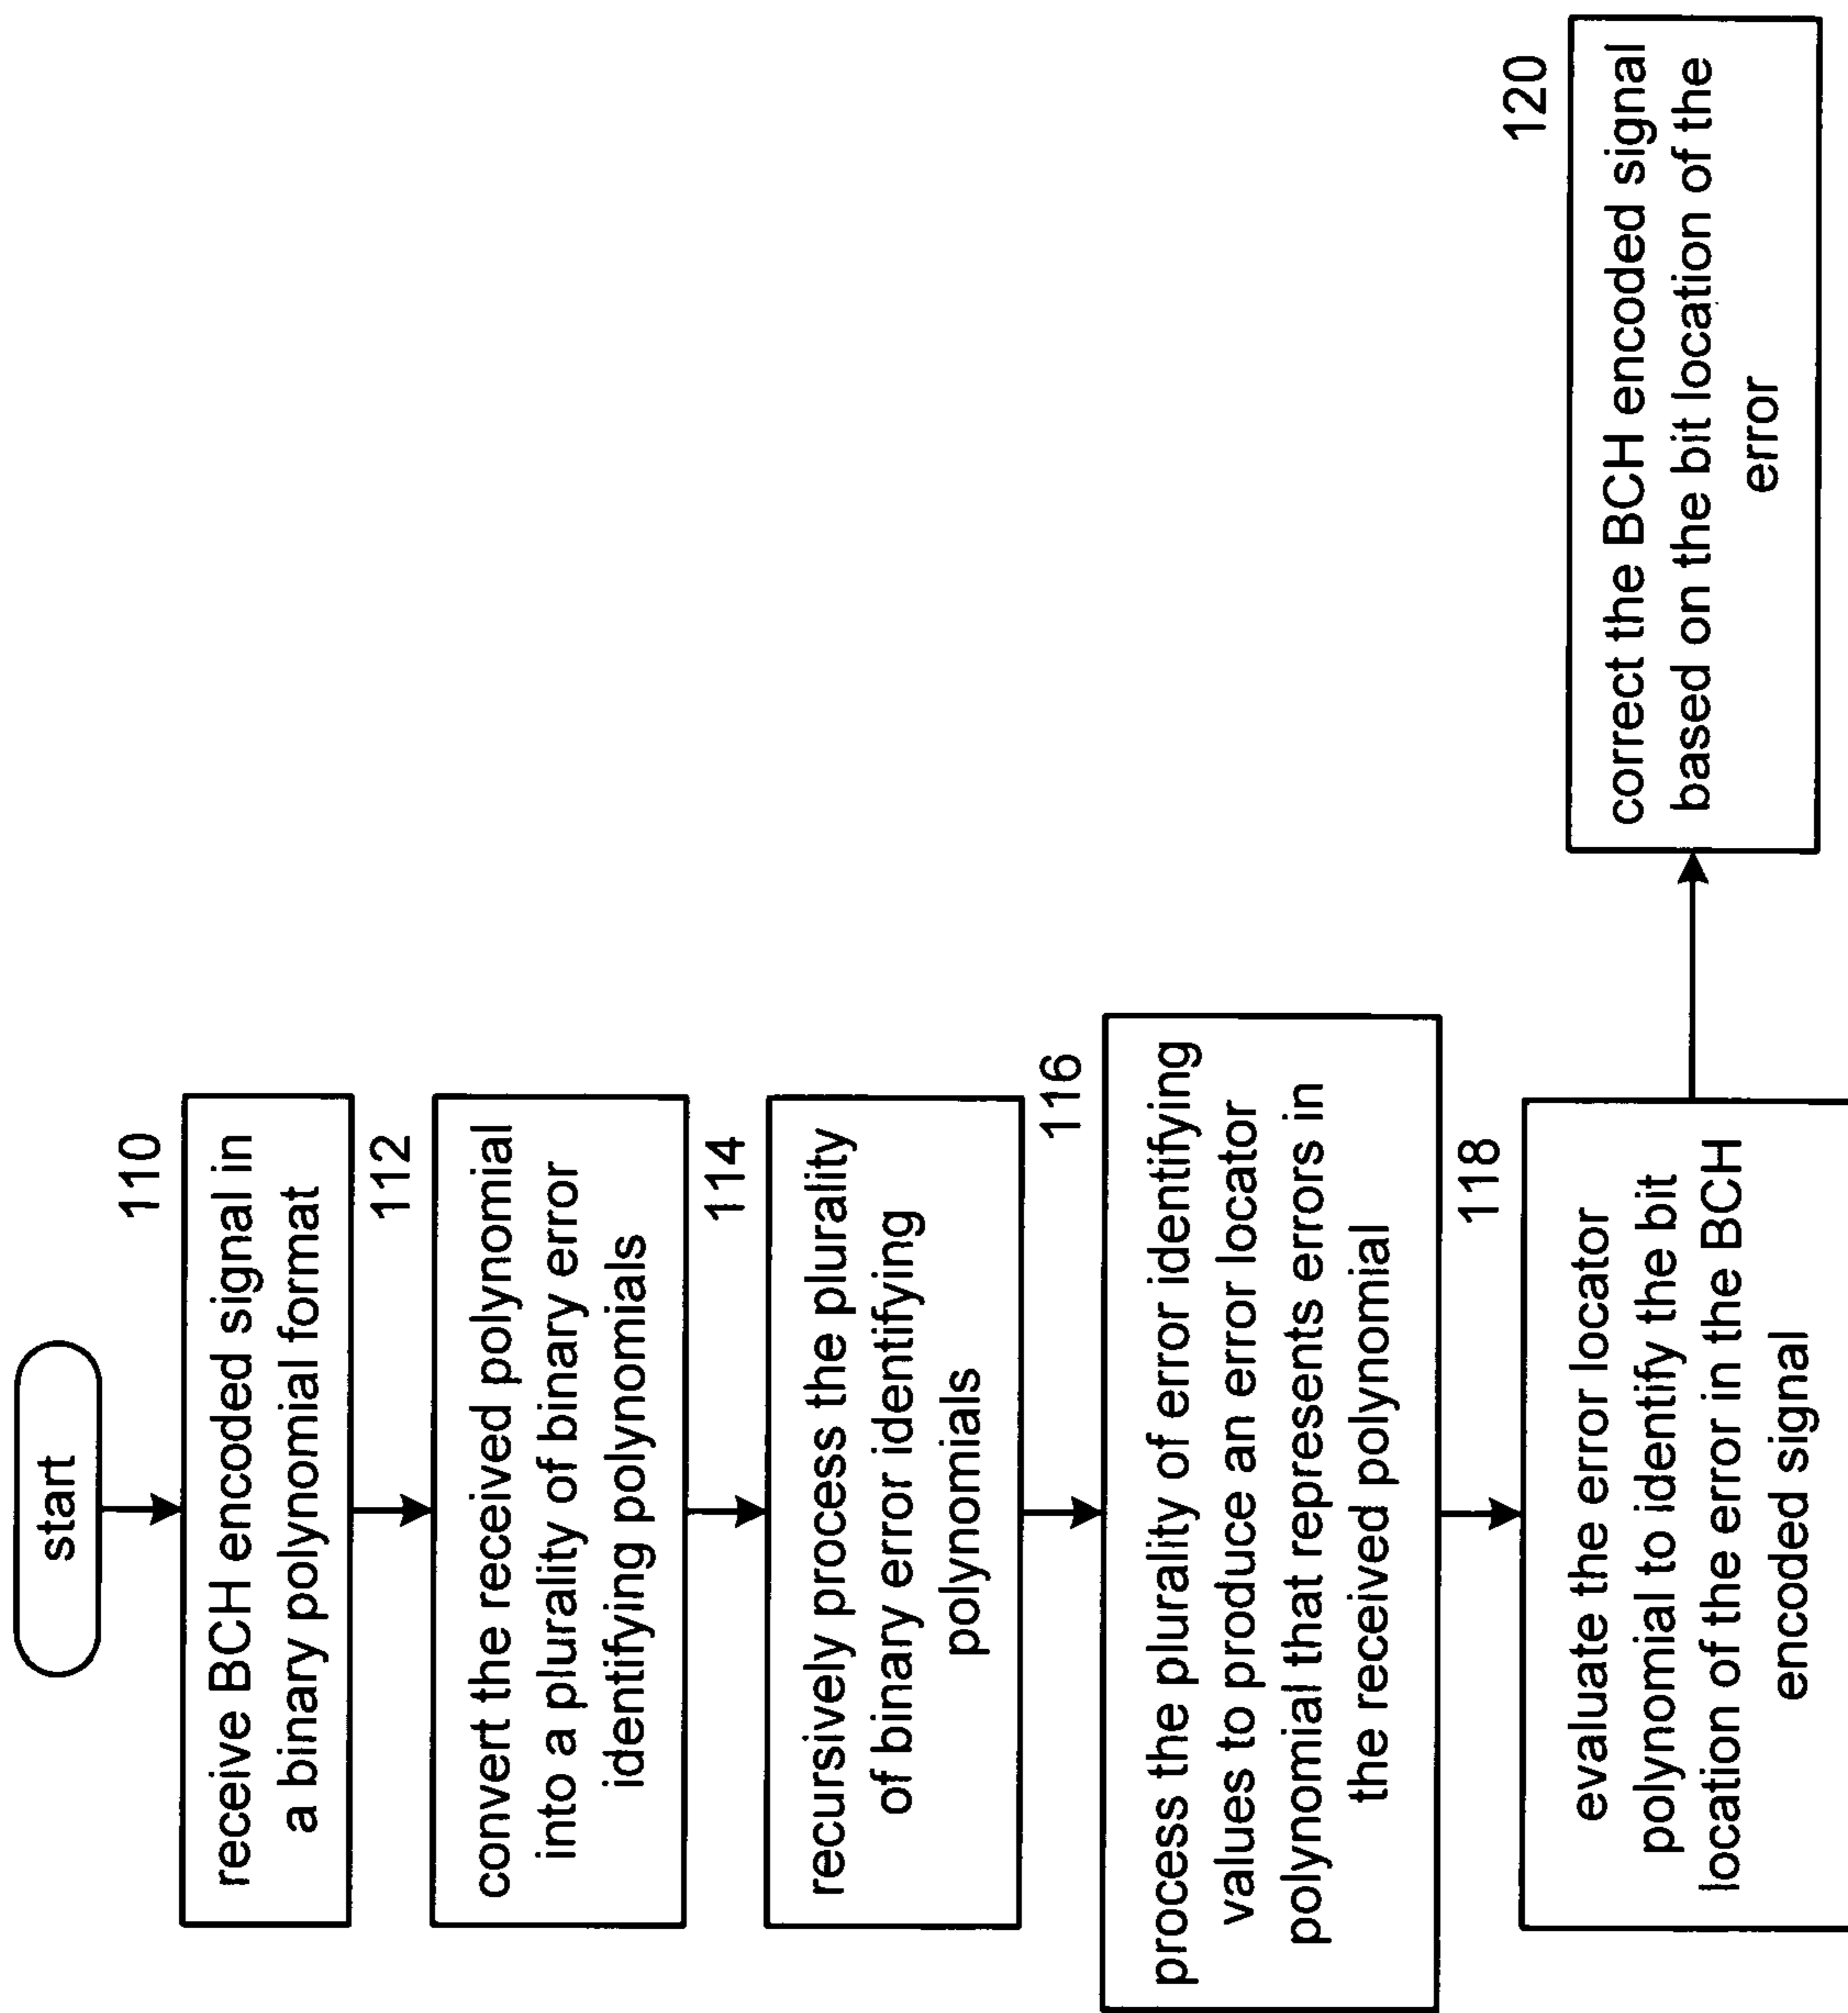 start
110
receive BCH encoded signal in
a binary polynomial format
112
convert the received polynomial
into a plurality of binary error
identifying polynomials
114
recursively process the plurality
of binary error identifying
polynomials
116
process the plurality of error identifying
values to produce an error locator
polynomial that represents errors in
the received polynomial
118
evaluate the error locator
polynomial to identify the bit
location of the error in the BCH
encoded signal
120
correct the BCH encoded signal
based on the bit location of the
error